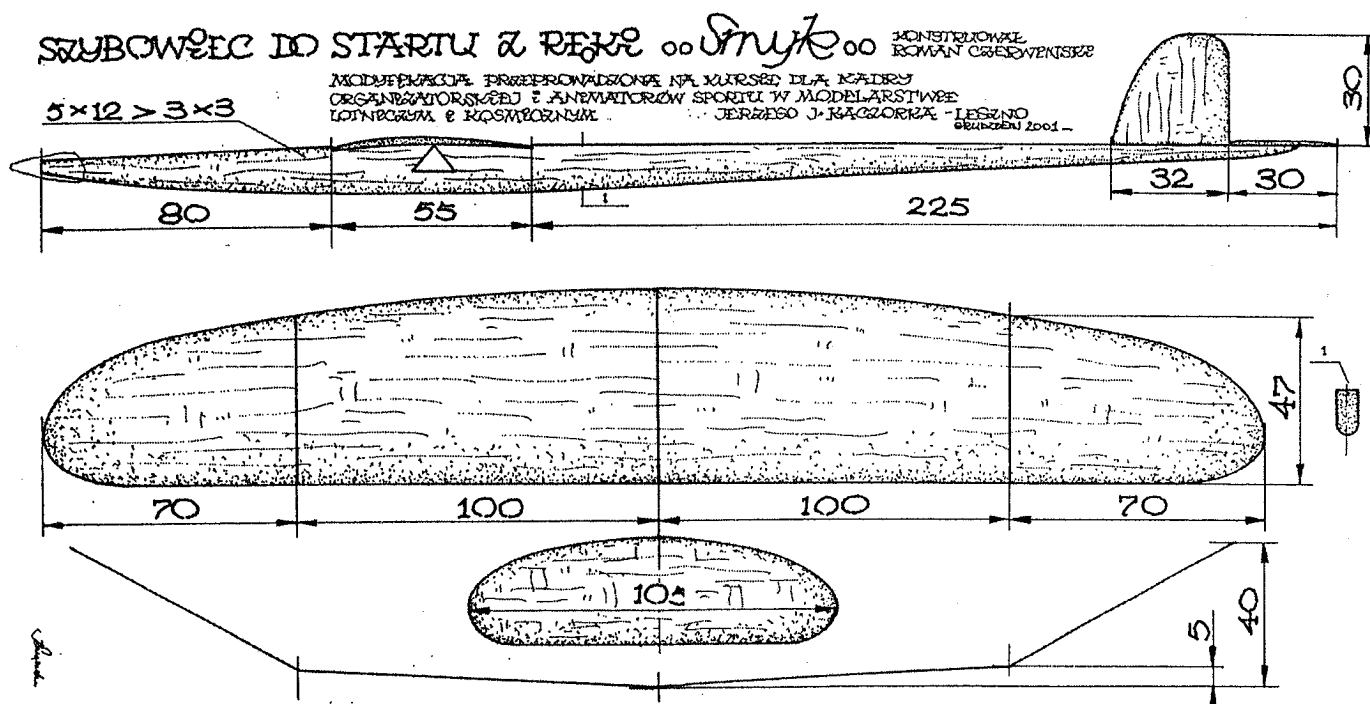 SZYBOWIEC DO STARTU Z RĘKI „Smyk”
KONSTRUOWAŁ
ROMAN CZERWIŃSKI
MODYFIKACJA PRZEPROWADZONA NA KURSIE DLA KADRY
ORGANIZATORSKIEJ I ANIMATORÓW SPORTU W MODELARSTWIE
LOTNICZYM I KOSMICZNYM JERZEGO J. KACZORKA - LESZNO
GRUDZIEŃ 2001
5×12 > 3×3
30
32 30
80 55 1 225
1
47
70 100 100 70
105
5 40